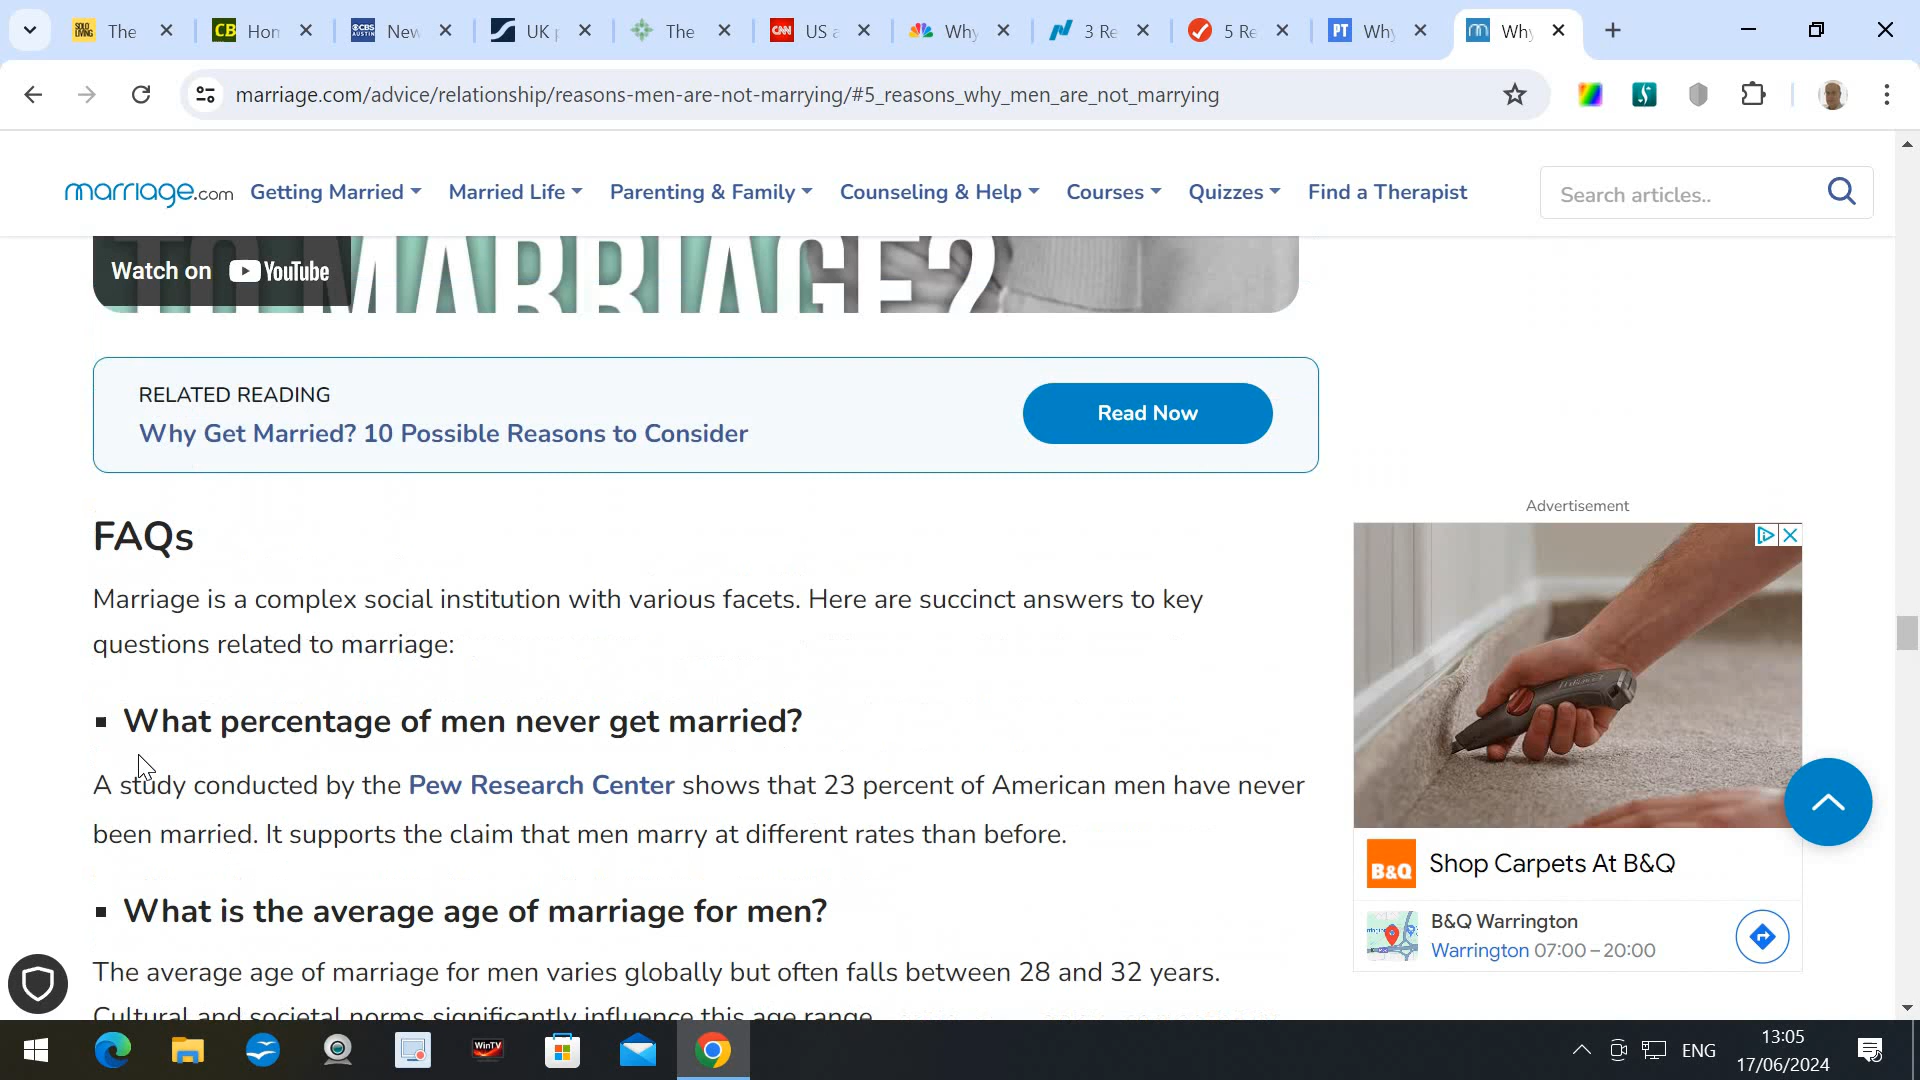 The
CB
Hon
CBS AUSTIN
New
UK p
The
CNN
US a
Why
3 Re
5 Re
PT
Why
Why
marriage.com/advice/relationship/reasons-men-are-not-marrying/#5_reasons_why_men_are_not_marrying
marriage.com
Getting Married
Married Life
Parenting & Family
Counseling & Help
Courses
Quizzes
Find a Therapist
Search articles..
TO MARRIAGE?
Watch on YouTube
RELATED READING
Why Get Married? 10 Possible Reasons to Consider
Read Now
FAQs
Marriage is a complex social institution with various facets. Here are succinct answers to key
questions related to marriage:
What percentage of men never get married?
A study conducted by the Pew Research Center shows that 23 percent of American men have never
been married. It supports the claim that men marry at different rates than before.
What is the average age of marriage for men?
The average age of marriage for men varies globally but often falls between 28 and 32 years.
Cultural and societal norms significantly influence this age range.
Advertisement
B&Q
Shop Carpets At B&Q
B&Q Warrington
Warrington 07:00 – 20:00
WinTV
ENG
13:05
17/06/2024